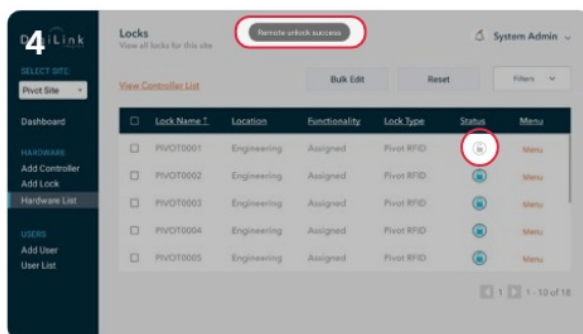 4
DigiLink
Locks
View all locks for this site
Remote unlock success
System Admin
SELECT SITE:
Pivot Site
View Controller List
Bulk Edit
Reset
Filters
Dashboard
Lock Name
Location
Functionality
Lock Type
Status
Menu
HARDWARE
Add Controller
Add Lock
Hardware List
PIVOT0001 Engineering Assigned Pivot RFID Menu
PIVOT0002 Engineering Assigned Pivot RFID Menu
PIVOT0003 Engineering Assigned Pivot RFID Menu
PIVOT0004 Engineering Assigned Pivot RFID Menu
PIVOT0005 Engineering Assigned Pivot RFID Menu
USERS
Add User
User List
1
1 - 10 of 18